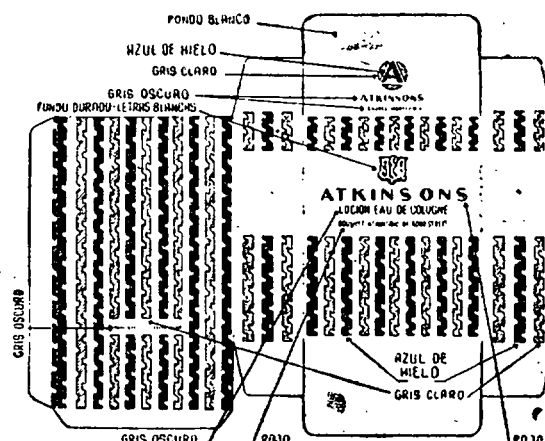 FONDO BLANCO
AZUL DE HIELO
A
GRIS CLARO
GRIS OSCURO
ATKINSONS
FONDO DORADO-LETRAS BLANCAS
ATKINSONS
LOCION EAU DE COLOGNE
GRIS OSCURO
AZUL DE
HIELO
GRIS CLARO
GRIS OSCURO
ROJO
ROJO